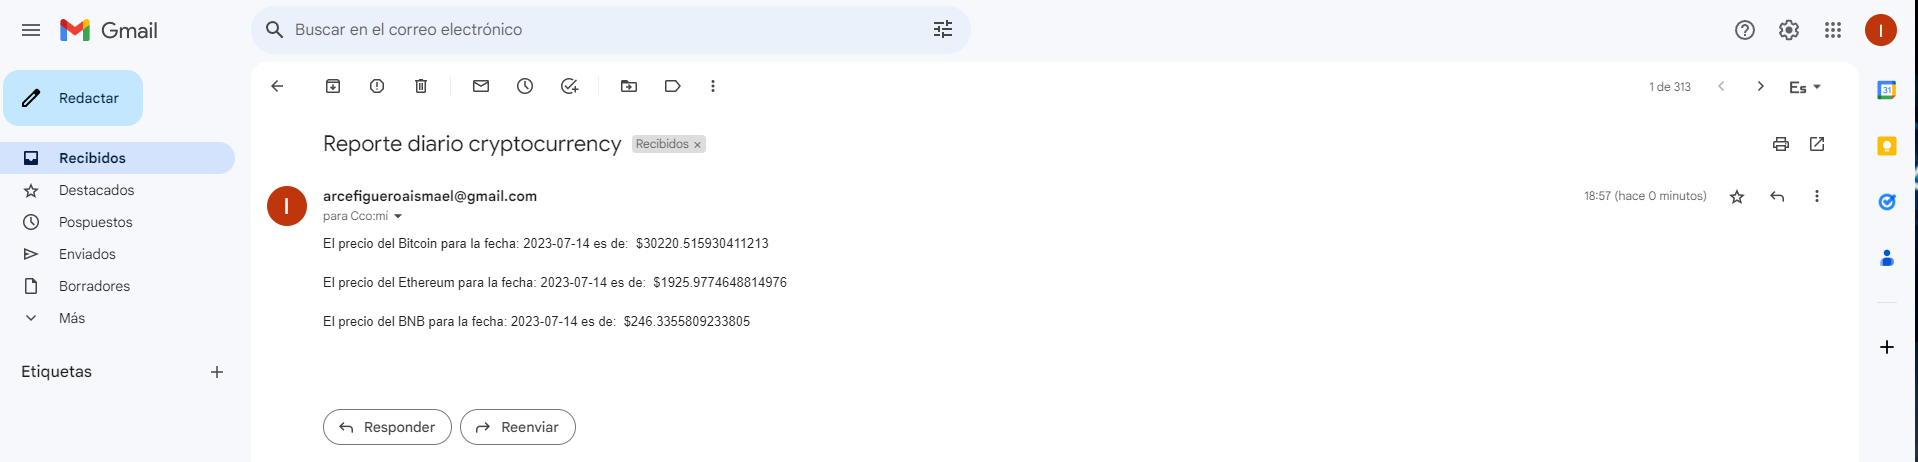 Gmail
Buscar en el correo electrónico
I
Redactar
1 de 313
Es
31
Recibidos
Destacados
Pospuestos
Enviados
Borradores
Más
Etiquetas
Reporte diario cryptocurrency Recibidos ×
I
arcefigueroaismael@gmail.com 18:57 (hace 0 minutos)
para Cco:mí
El precio del Bitcoin para la fecha: 2023-07-14 es de:  $30220.515930411213
El precio del Ethereum para la fecha: 2023-07-14 es de:  $1925.9774648814976
El precio del BNB para la fecha: 2023-07-14 es de:  $246.3355809233805
Responder Reenviar